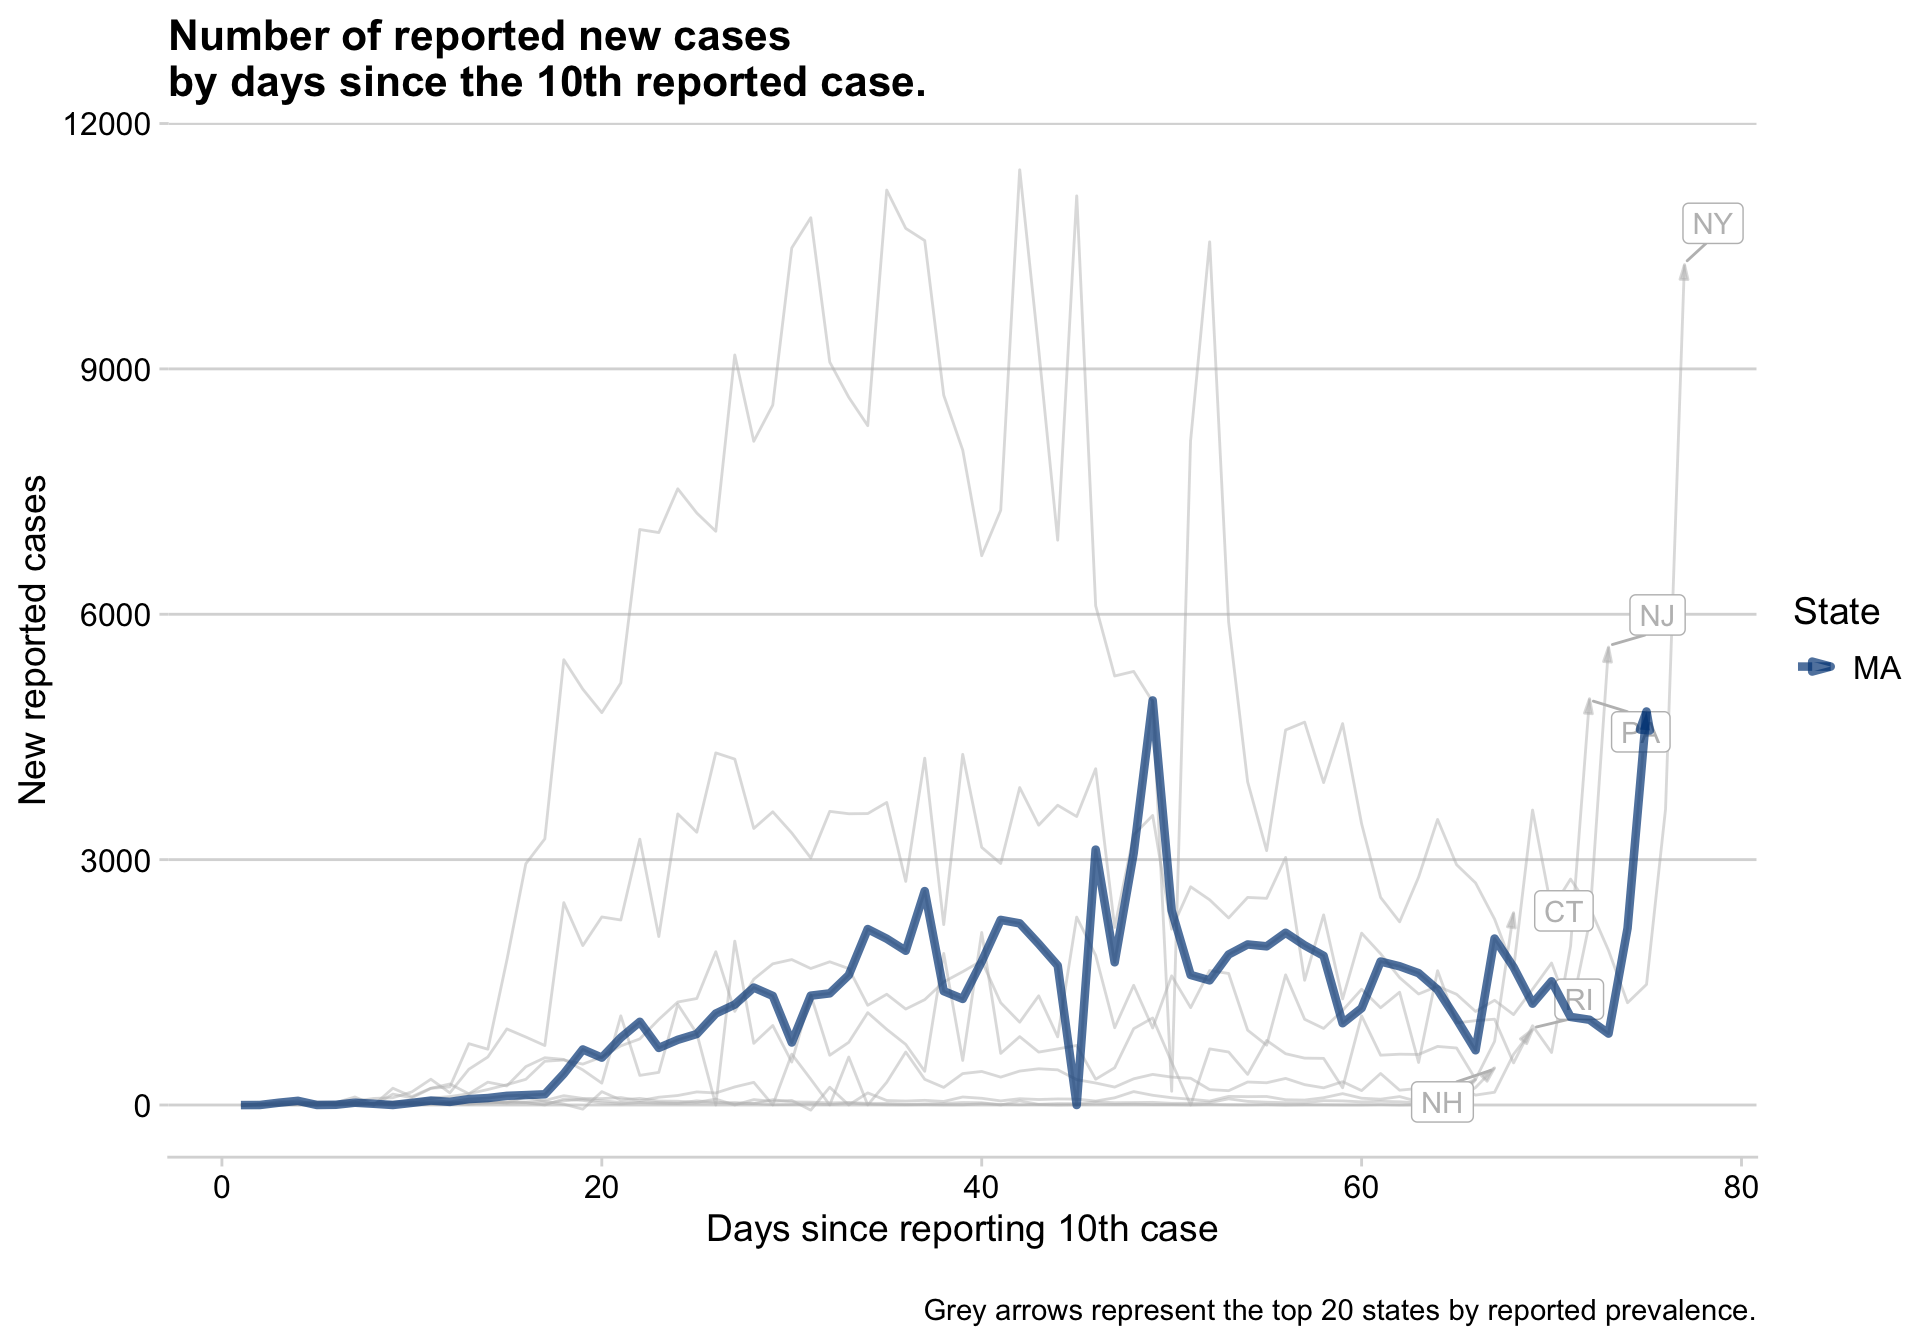 Number of reported new cases
by days since the 10th reported case.
12000
9000
6000
3000
0
New reported cases
NY
NJ
PA
CT
RI
NH
State
MA
0 20 40 60 80
Days since reporting 10th case
Grey arrows represent the top 20 states by reported prevalence.